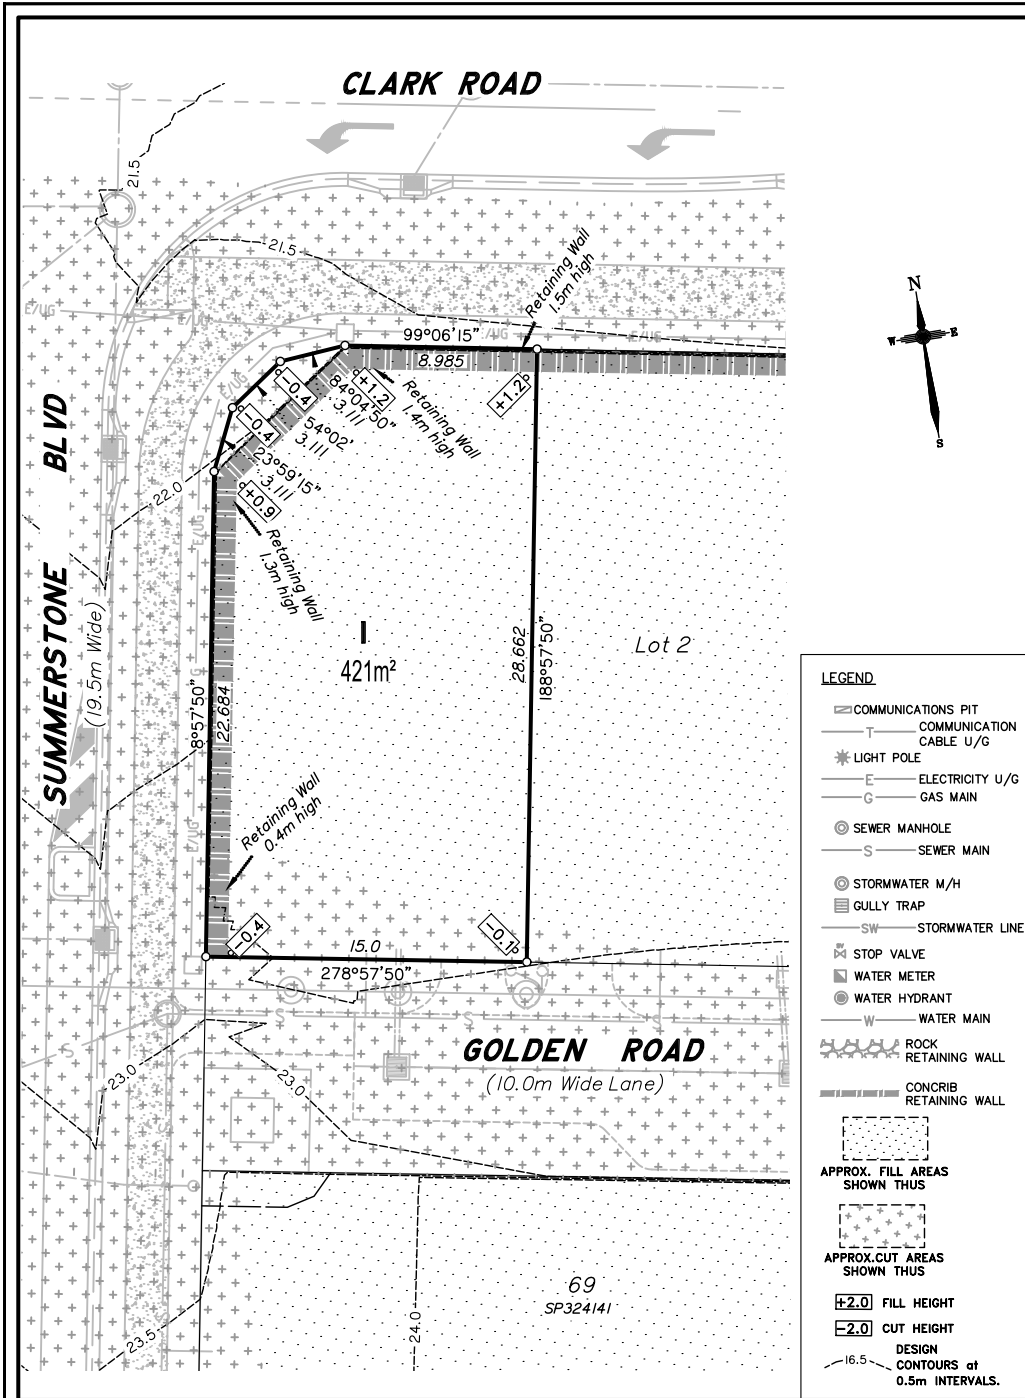 CLARK ROAD
21.5
21.5
E/UG
E/UG
E/UG
Retaining Wall
1.5m high
99°06'15"
8.985
+1.2
84°04'50"
3.111
-0.4
54°02'
3.111
-0.4
23°59'15"
3.111
+0.9
Retaining Wall
1.4m high
+1.2
Retaining Wall
1.3m high
E/UG
E/UG
22.0
SUMMERSTONE BLVD
(19.5m Wide)
8°57'50"
22.684
1
421m²
28.662
188°57'50"
Lot 2
G
E/UG
Retaining Wall
0.4m high
-0.4
-0.1
15.0
278°57'50"
S
S
S
S
GOLDEN ROAD
(10.0m Wide Lane)
23.0
23.0
69
SP324141
23.5
24.0
N
W
E
S
LEGEND
COMMUNICATIONS PIT
T COMMUNICATION
CABLE U/G
LIGHT POLE
E ELECTRICITY U/G
G GAS MAIN
SEWER MANHOLE
S SEWER MAIN
STORMWATER M/H
GULLY TRAP
SW STORMWATER LINE
SV STOP VALVE
WATER METER
WATER HYDRANT
W WATER MAIN
ROCK
RETAINING WALL
CONCRIB
RETAINING WALL
APPROX. FILL AREAS
SHOWN THUS
APPROX.CUT AREAS
SHOWN THUS
+2.0 FILL HEIGHT
-2.0 CUT HEIGHT
16.5 DESIGN
CONTOURS at
0.5m INTERVALS.